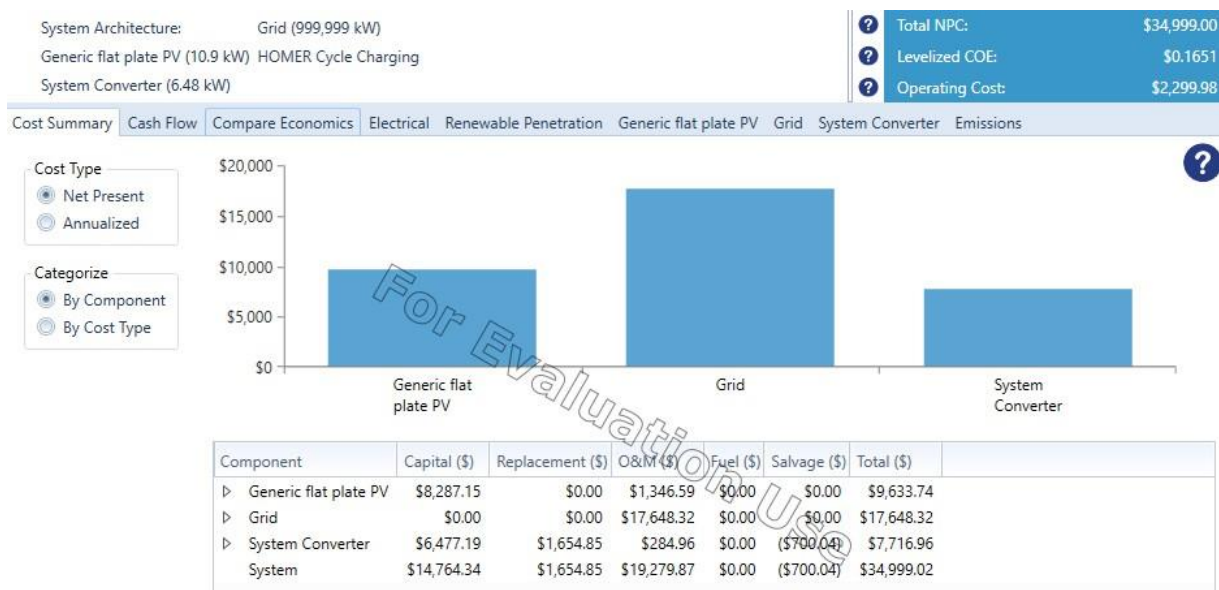 System Architecture: Grid (999,999 kW)
Generic flat plate PV (10.9 kW) HOMER Cycle Charging
System Converter (6.48 kW)
? Total NPC: $34,999.00
? Levelized COE: $0.1651
? Operating Cost: $2,299.98
Cost Summary Cash Flow Compare Economics Electrical Renewable Penetration Generic flat plate PV Grid System Converter Emissions
Cost Type
Net Present
Annualized
Categorize
By Component
By Cost Type
?
$20,000
$15,000
$10,000
$5,000
$0
Generic flat
plate PV
Grid
System
Converter
For Evaluation Use
Component Capital ($) Replacement ($) O&M ($) Fuel ($) Salvage ($) Total ($)
Generic flat plate PV $8,287.15 $0.00 $1,346.59 $0.00 $0.00 $9,633.74
Grid $0.00 $0.00 $17,648.32 $0.00 $0.00 $17,648.32
System Converter $6,477.19 $1,654.85 $284.96 $0.00 ($700.04) $7,716.96
System $14,764.34 $1,654.85 $19,279.87 $0.00 ($700.04) $34,999.02